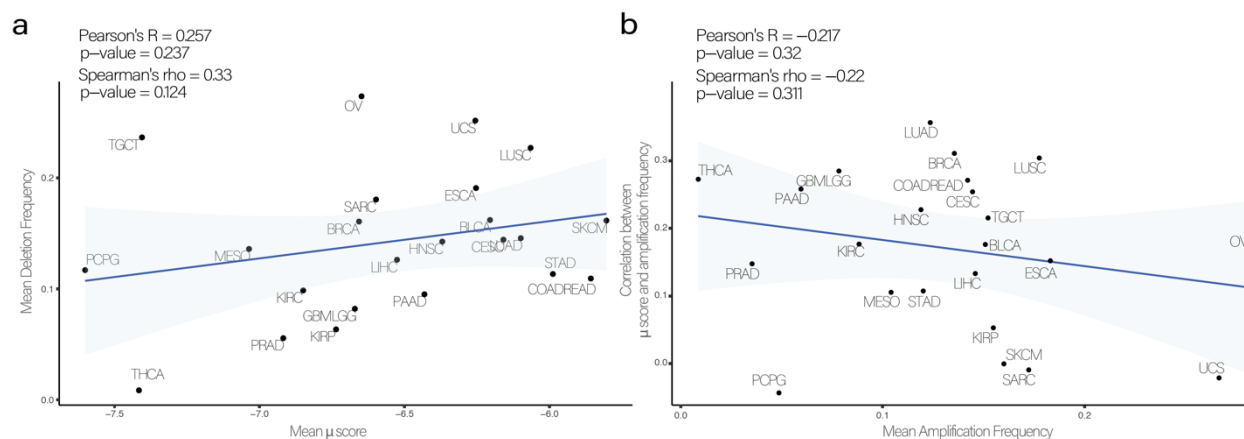 a
Pearson's R = 0.257
p–value = 0.237
Spearman's rho = 0.33
p–value = 0.124
Mean Deletion Frequency
0.2
0.1
0.0
OV
UCS
TGCT
LUSC
ESCA
SARC
BRCA
BLCA
SKCM
HNSC
CESC
LUAD
MESO
PCPG
LIHC
STAD
COADREAD
KIRC
PAAD
GBMLGG
KIRP
PRAD
THCA
−7.5
−7.0
−6.5
−6.0
Mean µ score
b
Pearson's R = −0.217
p–value = 0.32
Spearman's rho = −0.22
p–value = 0.311
Correlation between
µ score and amplification frequency
0.3
0.2
0.1
0.0
LUAD
BRCA
LUSC
THCA
GBMLGG
COADREAD
PAAD
CESC
HNSC
TGCT
OV
KIRC
BLCA
PRAD
LIHC
ESCA
MESO
STAD
KIRP
SKCM
SARC
UCS
PCPG
0.0
0.1
0.2
Mean Amplification Frequency